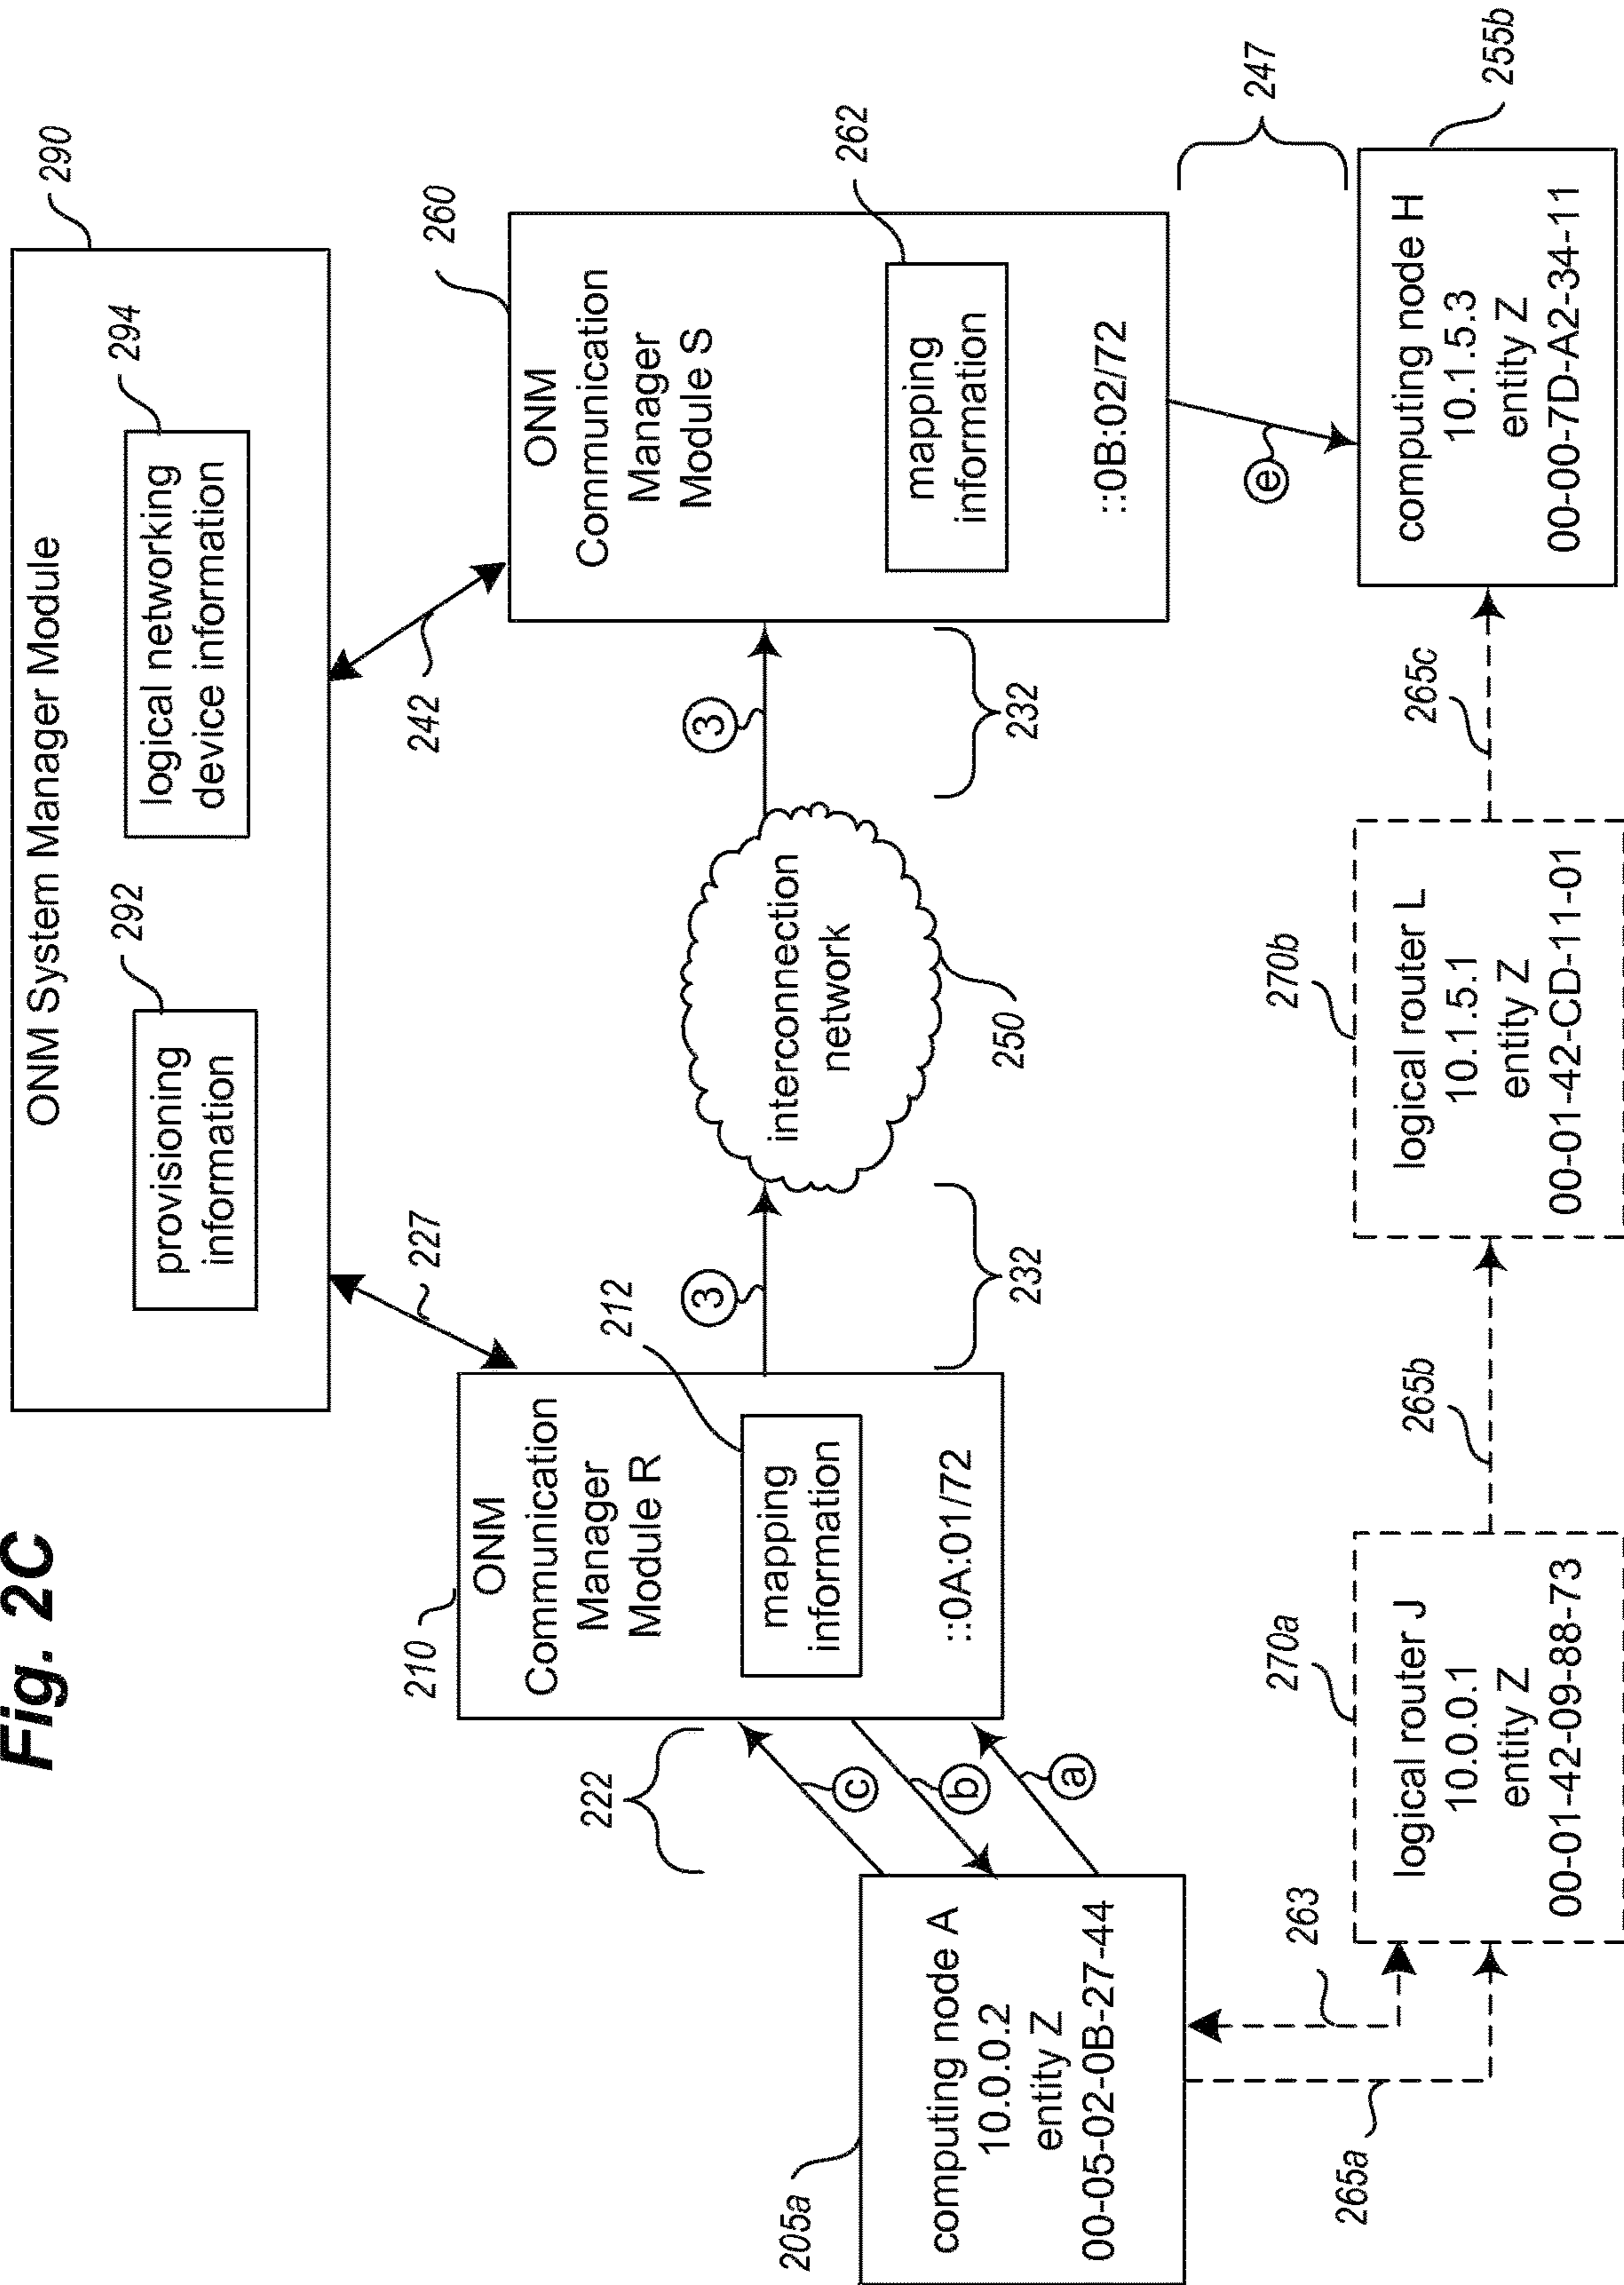 Fig. 2C
290
ONM System Manager Module
292
provisioning
information
294
logical networking
device information
227
242
210
ONM
Communication
Manager
Module R
212
mapping
information
::0A:01/72
3
232
interconnection
network
250
3
232
260
ONM
Communication
Manager
Module S
262
mapping
information
::0B:02/72
222
c
b
a
e
247
205a
computing node A
10.0.0.2
entity Z
00-05-02-0B-27-44
263
265a
270a
logical router J
10.0.0.1
entity Z
00-01-42-09-88-73
265b
270b
logical router L
10.1.5.1
entity Z
00-01-42-CD-11-01
265c
255b
computing node H
10.1.5.3
entity Z
00-00-7D-A2-34-11